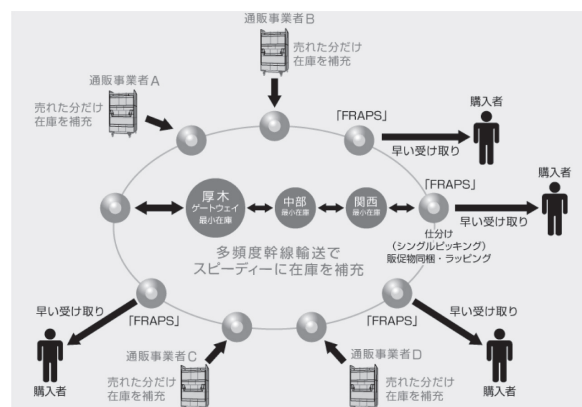 通販事業者B
売れた分だけ
在庫を補充
通販事業者A
売れた分だけ
在庫を補充
「FRAPS」
早い受け取り
購入者
厚木
ゲートウェイ
最小在庫
中部
最小在庫
関西
最小在庫
「FRAPS」
早い受け取り
購入者
仕分け
(シングルピッキング)
販促物同梱・ラッピング
多頻度幹線輸送で
スピーディーに在庫を補充
早い受け取り
「FRAPS」
購入者
通販事業者C
売れた分だけ
在庫を補充
通販事業者D
売れた分だけ
在庫を補充
「FRAPS」
早い受け取り
購入者